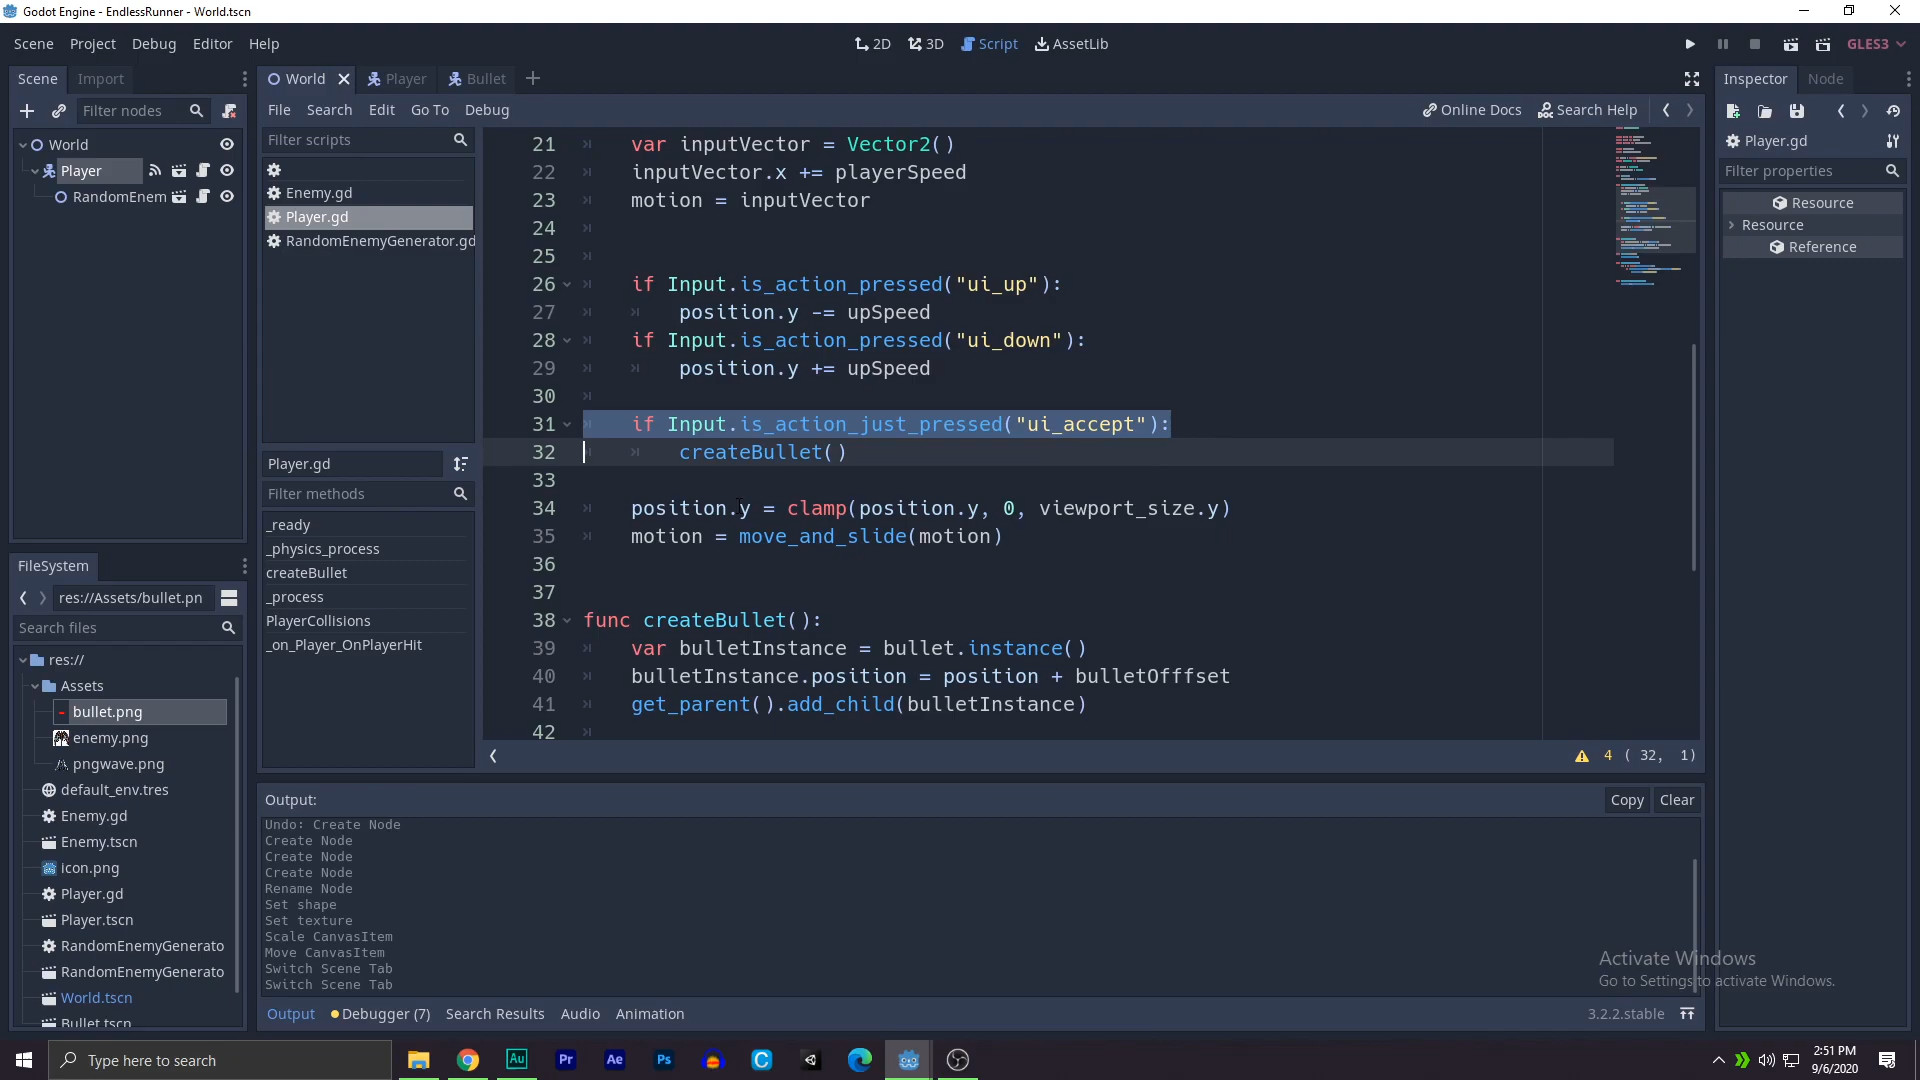 Godot Engine - EndlessRunner - World.tscn
Scene Project Debug Editor Help
2D 3D Script AssetLib
GLES3
Scene Import
World Player Bullet
Inspector Node
Filter nodes
File Search Edit Go To Debug
Online Docs Search Help
Filter scripts
World
Player
RandomEnem
Enemy.gd
Player.gd
RandomEnemyGenerator.gd
Player.gd
Filter methods
_ready
_physics_process
createBullet
_process
PlayerCollisions
_on_Player_OnPlayerHit
21 var inputVector = Vector2()
22 inputVector.x += playerSpeed
23 motion = inputVector
24
25
26 if Input.is_action_pressed("ui_up"):
27 position.y -= upSpeed
28 if Input.is_action_pressed("ui_down"):
29 position.y += upSpeed
30
31 if Input.is_action_just_pressed("ui_accept"):
32 createBullet()
33
34 position.y = clamp(position.y, 0, viewport_size.y)
35 motion = move_and_slide(motion)
36
37
38 func createBullet():
39 var bulletInstance = bullet.instance()
40 bulletInstance.position = position + bulletOfffset
41 get_parent().add_child(bulletInstance)
42
4 ( 32, 1)
Player.gd
Filter properties
Resource
Resource
Reference
FileSystem
res://Assets/bullet.pn
Search files
res://
Assets
bullet.png
enemy.png
pngwave.png
default_env.tres
Enemy.gd
Enemy.tscn
icon.png
Player.gd
Player.tscn
RandomEnemyGenerato
RandomEnemyGenerato
World.tscn
Bullet.tscn
Output:
Copy Clear
Undo: Create Node
Create Node
Create Node
Create Node
Rename Node
Set shape
Set texture
Scale CanvasItem
Move CanvasItem
Switch Scene Tab
Switch Scene Tab
Output Debugger (7) Search Results Audio Animation
3.2.2.stable
Activate Windows
Go to Settings to activate Windows.
Type here to search
Au Pr Ae Ps C
2:51 PM
9/6/2020